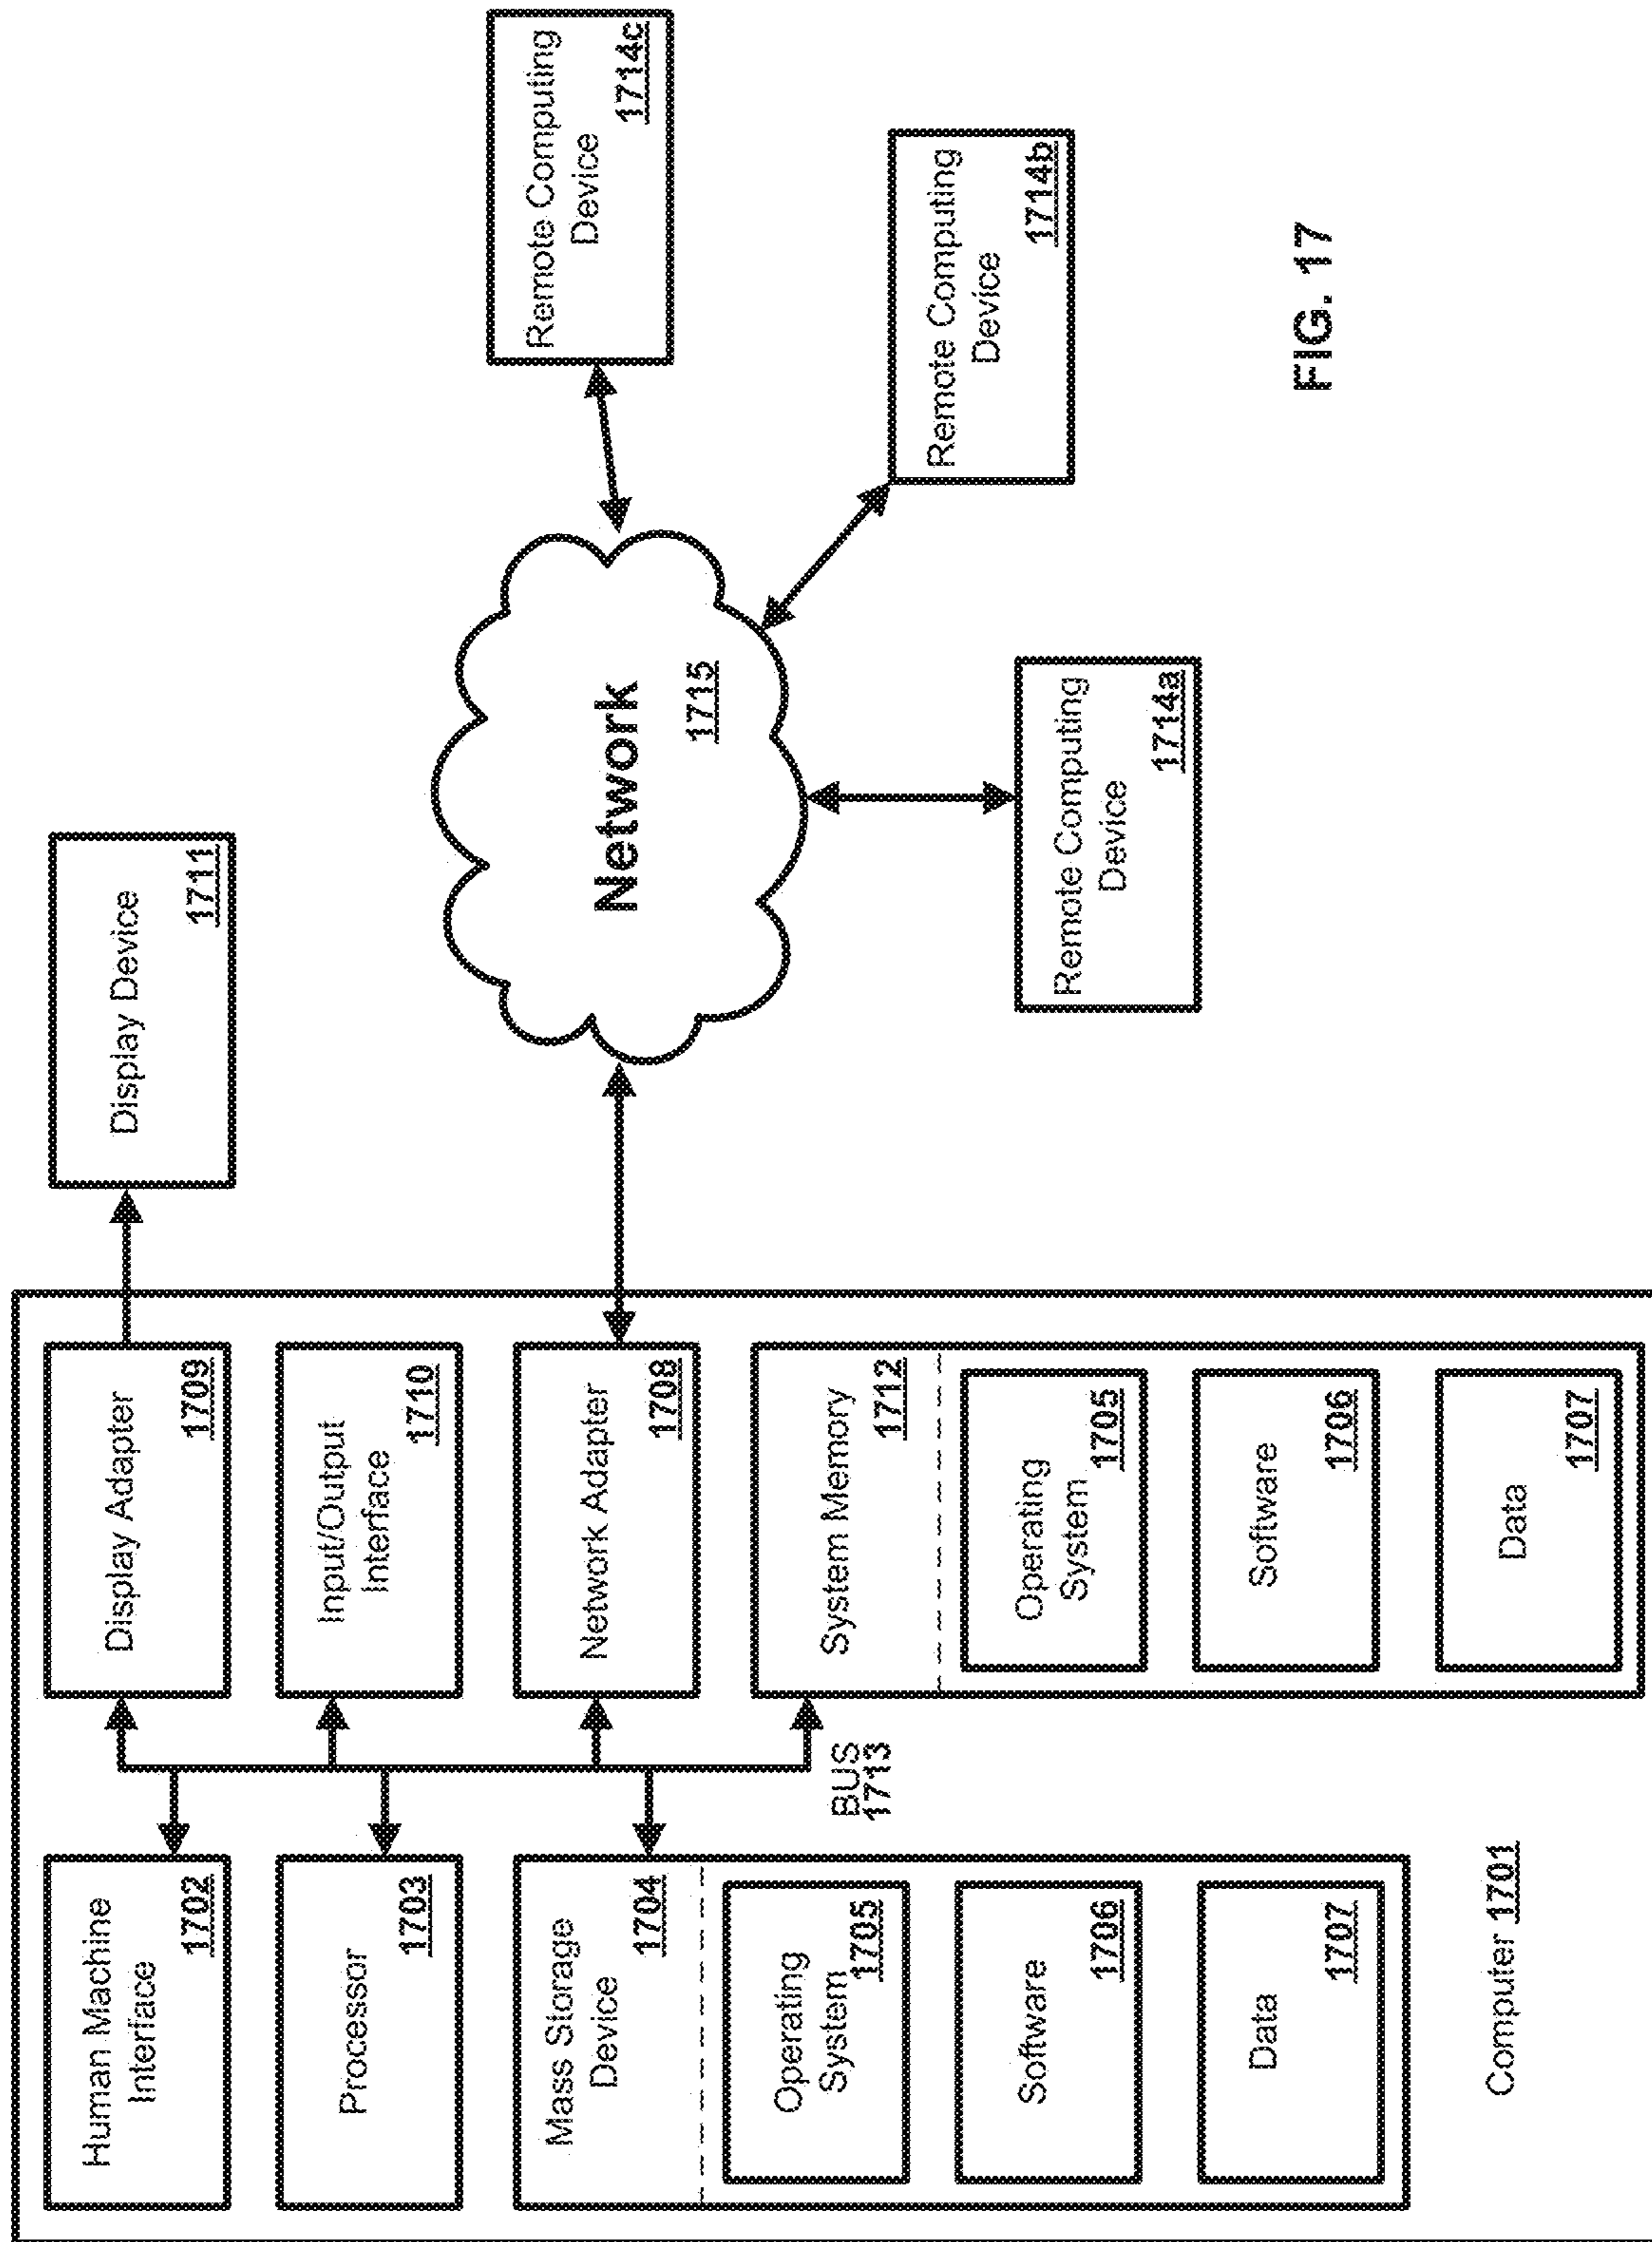 Human Machine
Interface
1702
Processor
1703
Mass Storage
Device
1704
Operating
System
1705
Software
1706
Data
1707
Computer 1701
BUS
1713
Display Adapter
1709
Input/Output
Interface
1710
Network Adapter
1708
System Memory
1712
Operating
System
1705
Software
1706
Data
1707
Display Device
1711
Network
1715
Remote Computing
Device
1714a
Remote Computing
Device
1714b
Remote Computing
Device
1714c
FIG. 17